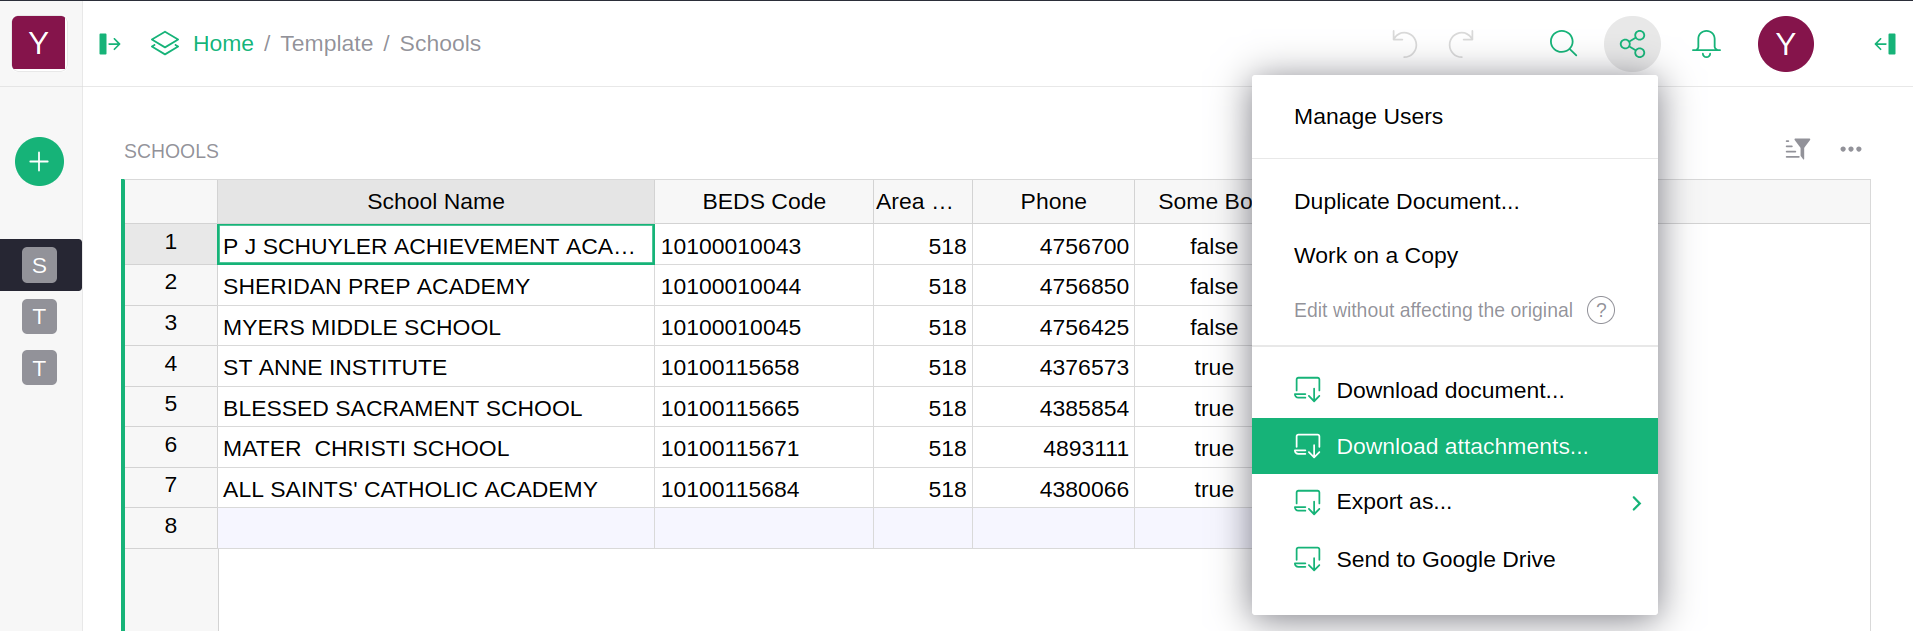 Y
Home / Template / Schools
Y
Manage Users
SCHOOLS
School Name BEDS Code Area ... Phone Some Bo
Duplicate Document...
1 P J SCHUYLER ACHIEVEMENT ACA... 10100010043 518 4756700 false
Work on a Copy
2 SHERIDAN PREP ACADEMY 10100010044 518 4756850 false
Edit without affecting the original ?
3 MYERS MIDDLE SCHOOL 10100010045 518 4756425 false
4 ST ANNE INSTITUTE 10100115658 518 4376573 true
Download document...
5 BLESSED SACRAMENT SCHOOL 10100115665 518 4385854 true
Download attachments...
6 MATER  CHRISTI SCHOOL 10100115671 518 4893111 true
7 ALL SAINTS' CATHOLIC ACADEMY 10100115684 518 4380066 true
Export as...
8
Send to Google Drive
S
T
T